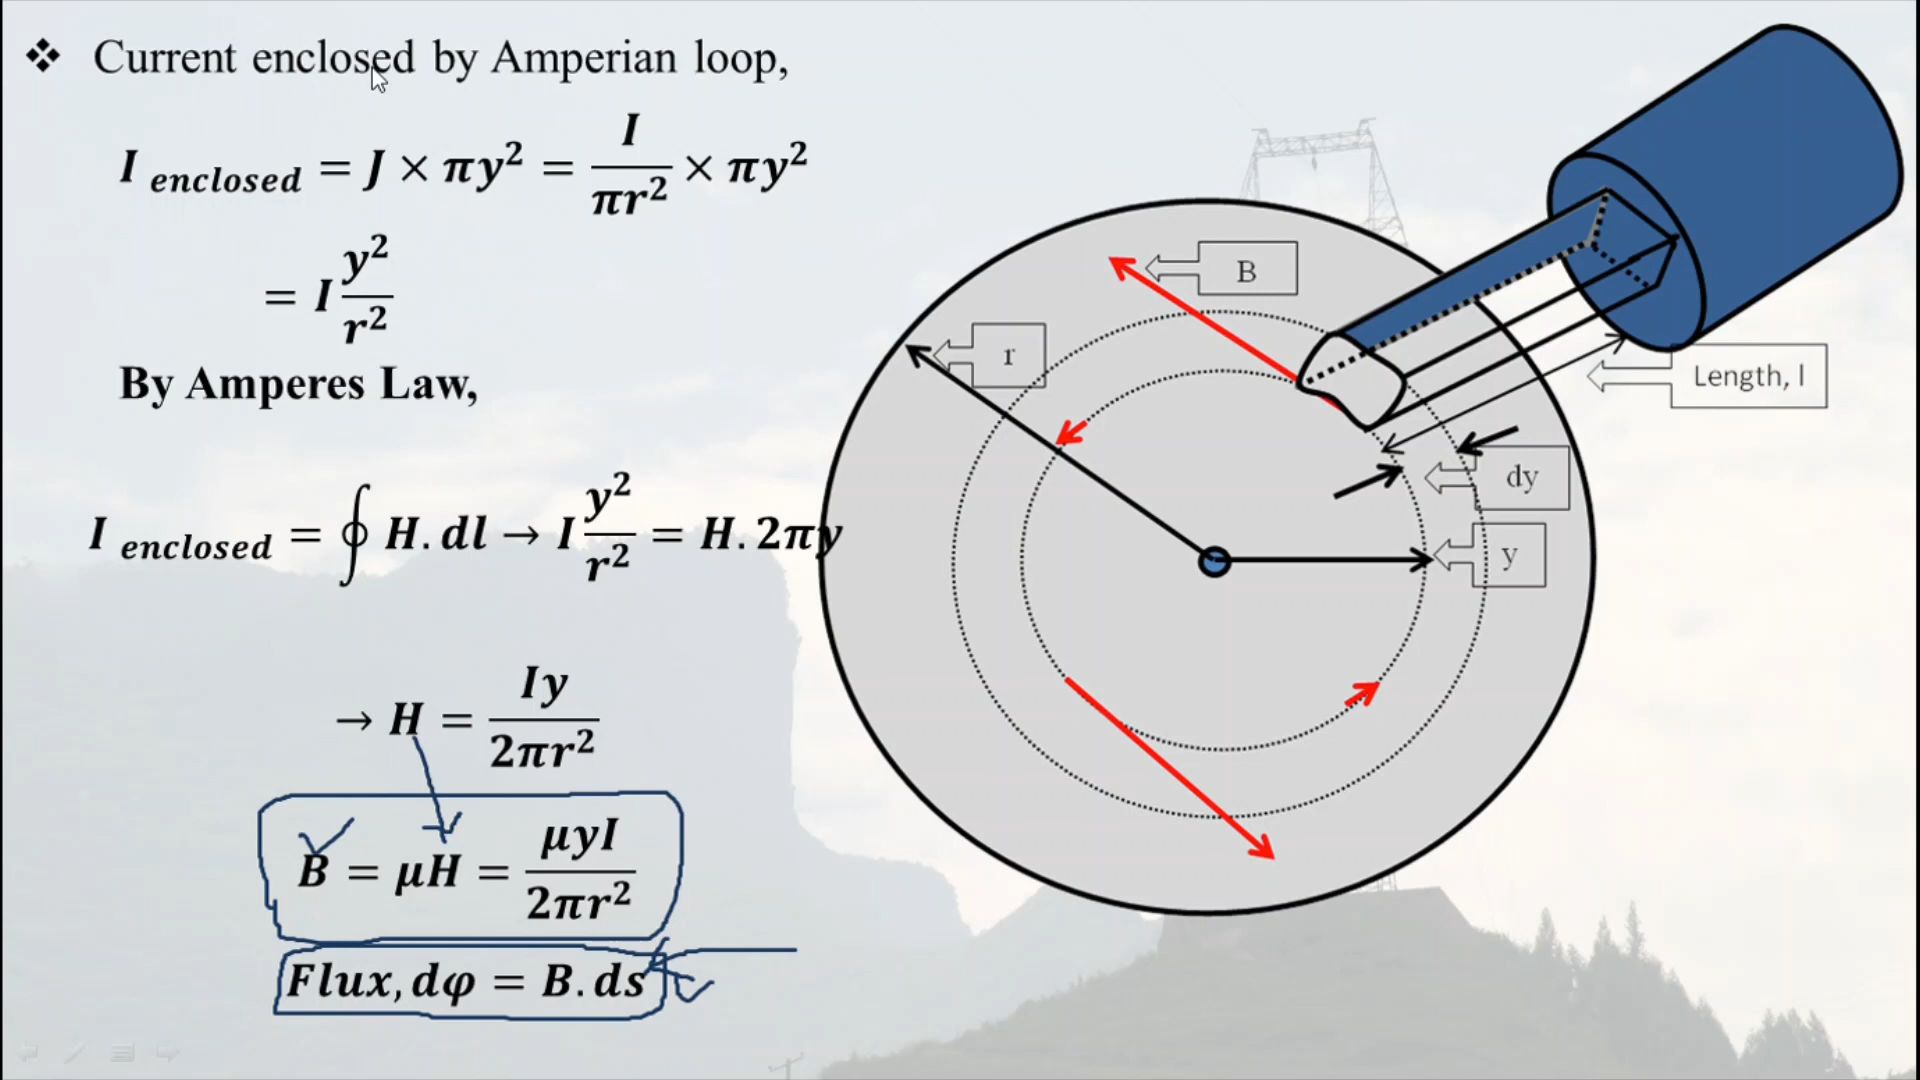 ❖ Current enclosed by Amperian loop,
I enclosed = J × πy² = I/πr² × πy²
= I y²/r²
By Amperes Law,
I enclosed = ∮ H.dl → I y²/r² = H.2πy
→ H = Iy/2πr²
B = μH = μyI/2πr²
Flux, dφ = B.ds
B
r
Length, l
dy
y